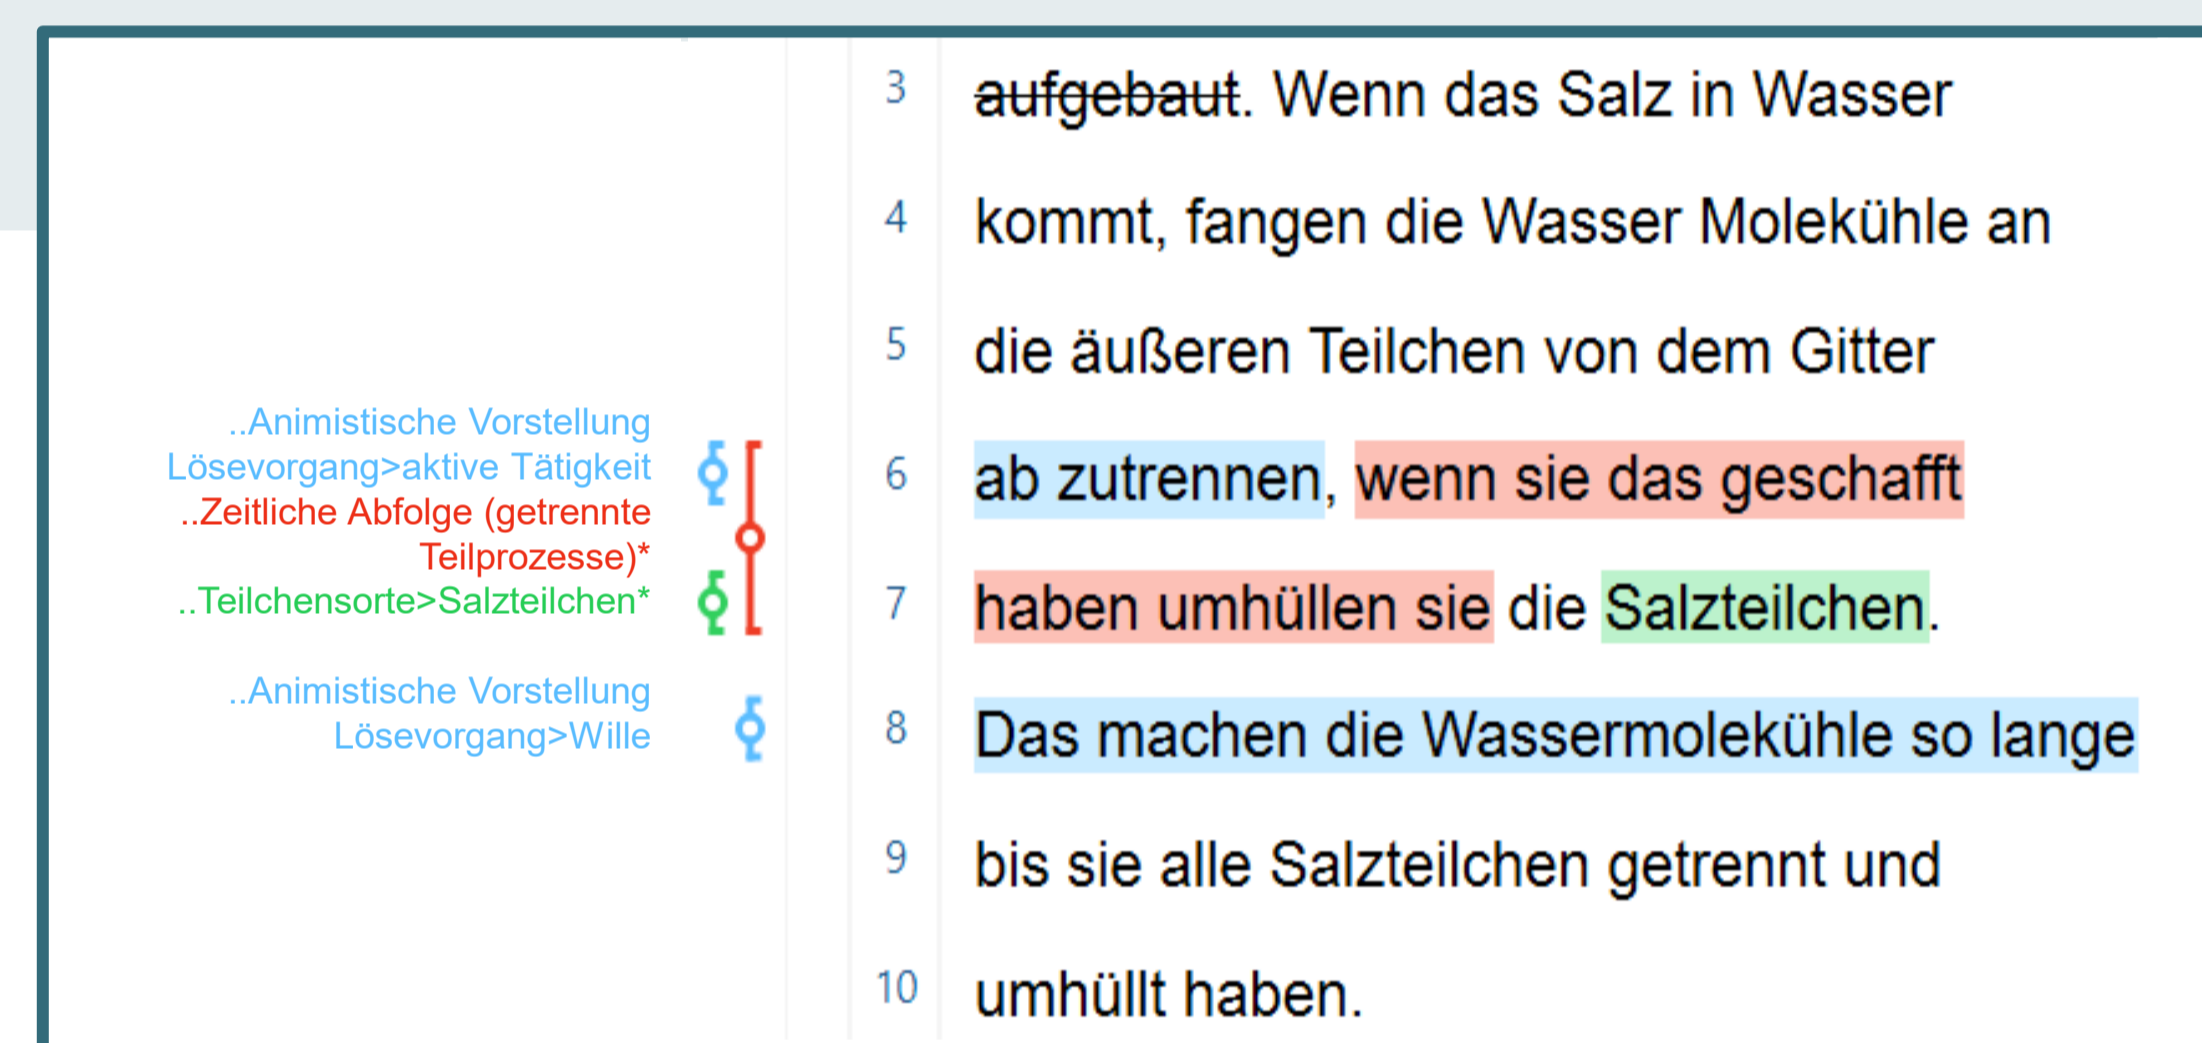 3 aufgebaut. Wenn das Salz in Wasser
4 kommt, fangen die Wasser Molekühle an
5 die äußeren Teilchen von dem Gitter
..Animistische Vorstellung
Lösevorgang>aktive Tätigkeit
6 ab zutrennen, wenn sie das geschafft
..Zeitliche Abfolge (getrennte
Teilprozesse)*
..Teilchensorte>Salzteilchen*
7 haben umhüllen sie die Salzteilchen.
..Animistische Vorstellung
Lösevorgang>Wille
8 Das machen die Wassermolekühle so lange
9 bis sie alle Salzteilchen getrennt und
10 umhüllt haben.